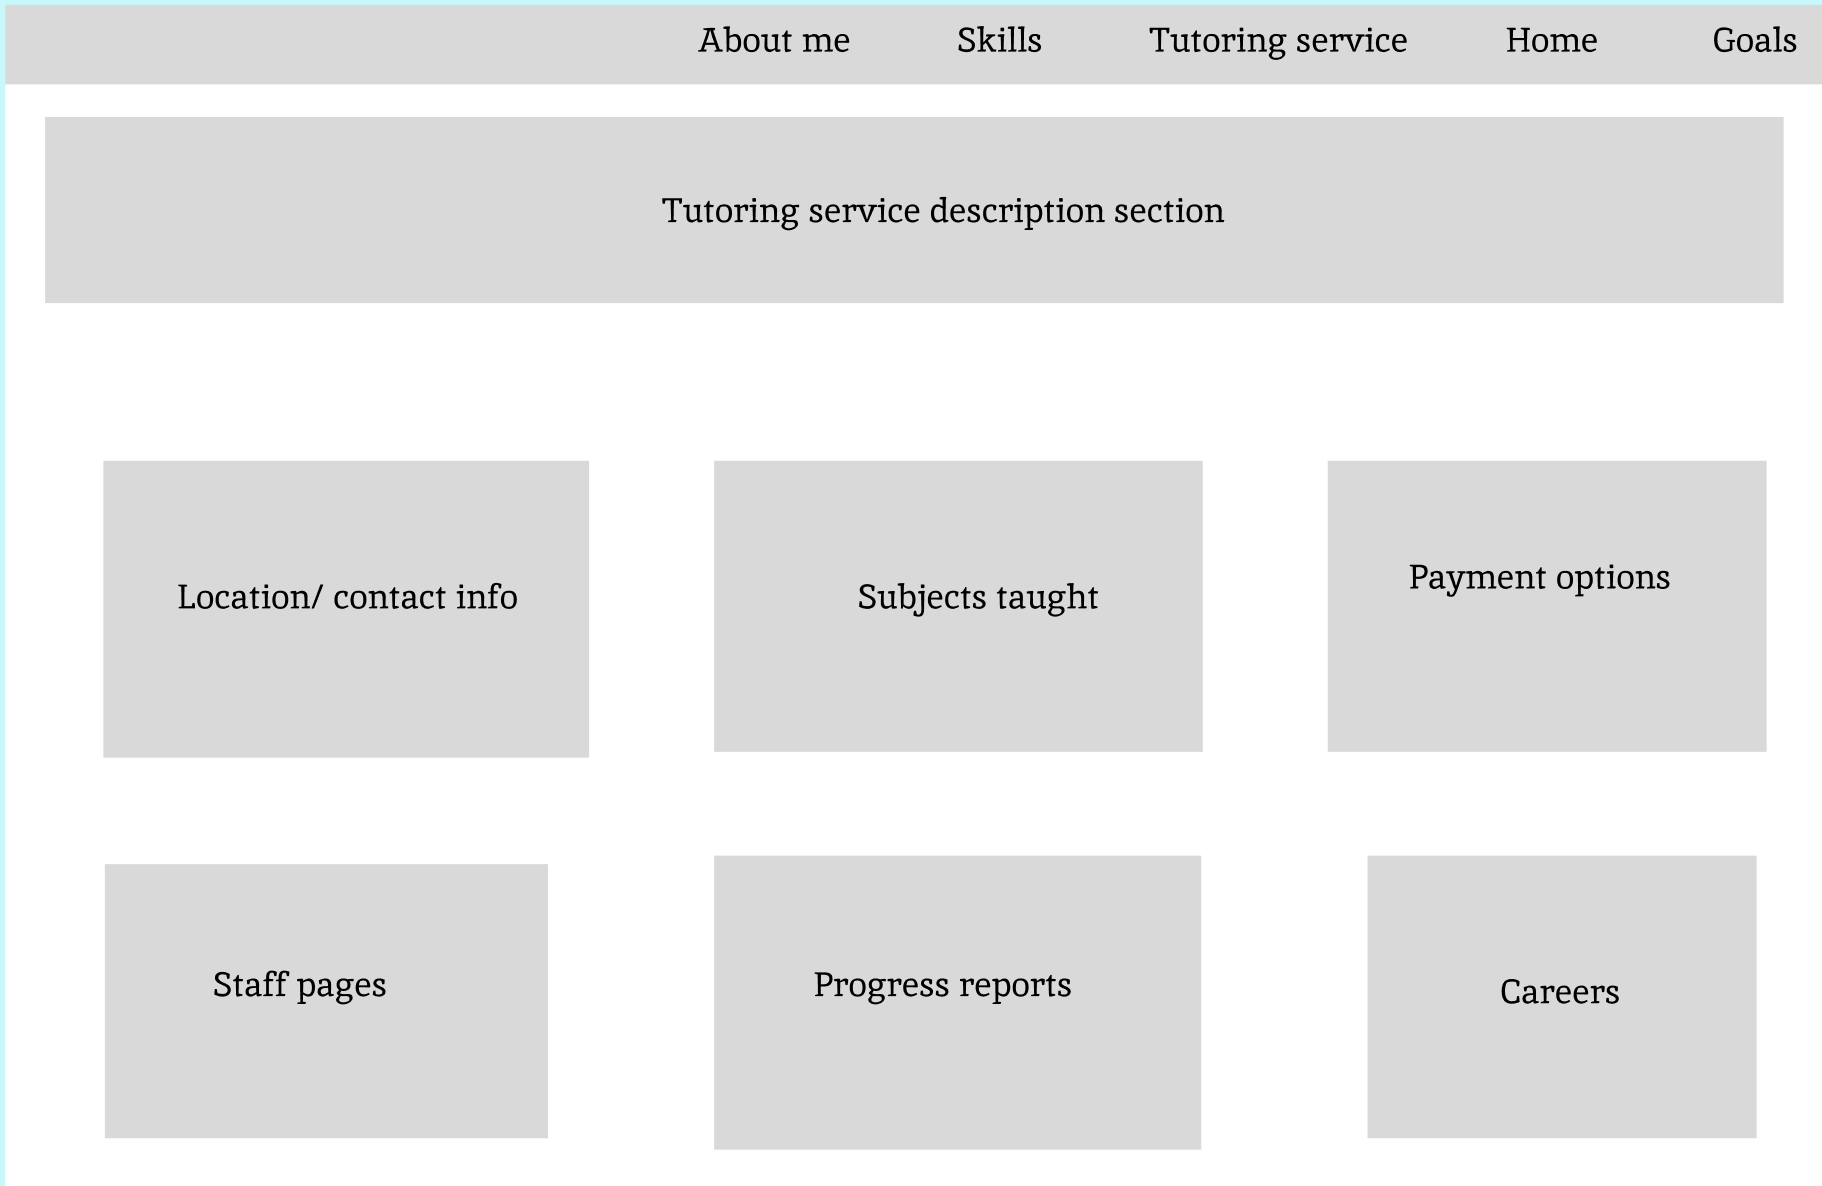 About me Skills Tutoring service Home Goals
Tutoring service description section
Location/ contact info
Subjects taught
Payment options
Staff pages
Progress reports
Careers